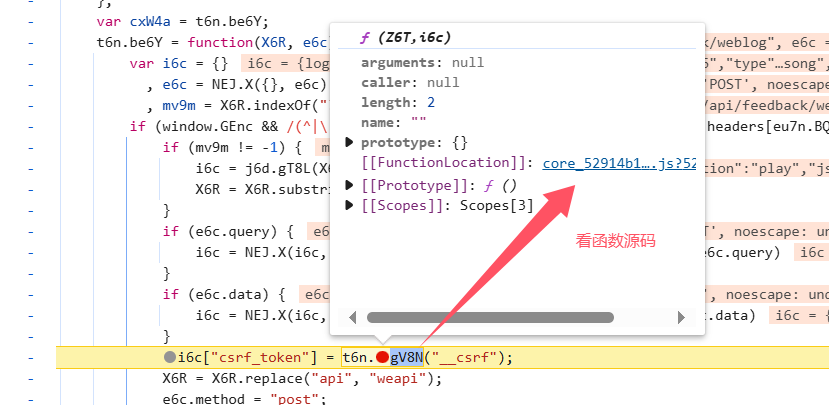 };
var cxW4a = t6n.be6Y;
t6n.be6Y = function(X6R, e6c)
k/weblog", e6c =
var i6c = {} i6c = {log
6","type"…song",
, e6c = NEJ.X({}, e6c)
'POST', noescape
, mv9m = X6R.indexOf("
/api/feedback/we
if (window.GEnc && /(^|\
headers[eu7n.BQ
if (mv9m != -1) { m
i6c = j6d.gT8L(X6
ction":"play","js
X6R = X6R.substri
}
if (e6c.query) { e6
T', noescape: und
i6c = NEJ.X(i6c,
e6c.query) i6c =
}
if (e6c.data) { e6c
', noescape: unde
i6c = NEJ.X(i6c,
c.data) i6c = {
}
i6c["csrf_token"] = t6n.gV8N("__csrf");
X6R = X6R.replace("api", "weapi");
e6c.method = "post";
ƒ (Z6T,i6c)
arguments: null
caller: null
length: 2
name: ""
prototype: {}
[[FunctionLocation]]: core_52914b1….js?52
[[Prototype]]: ƒ ()
[[Scopes]]: Scopes[3]
看函数源码